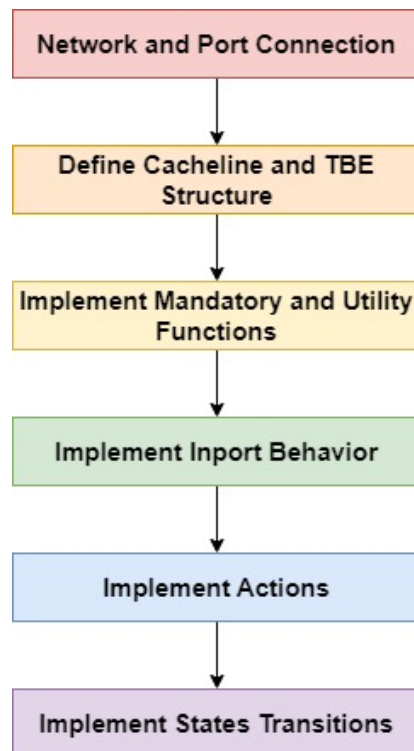 Network and Port Connection
Define Cacheline and TBE
Structure
Implement Mandatory and Utility
Functions
Implement Inport Behavior
Implement Actions
Implement States Transitions